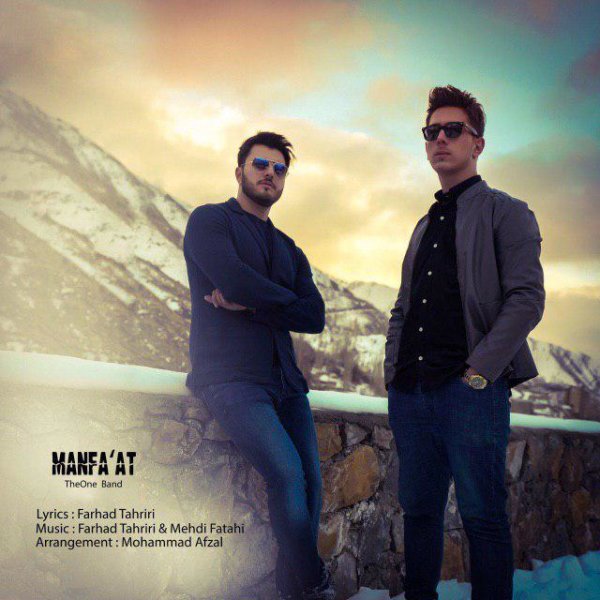 MANFA'AT
TheOne Band
Lyrics : Farhad Tahriri
Music : Farhad Tahriri & Mehdi Fatahi
Arrangement : Mohammad Afzal